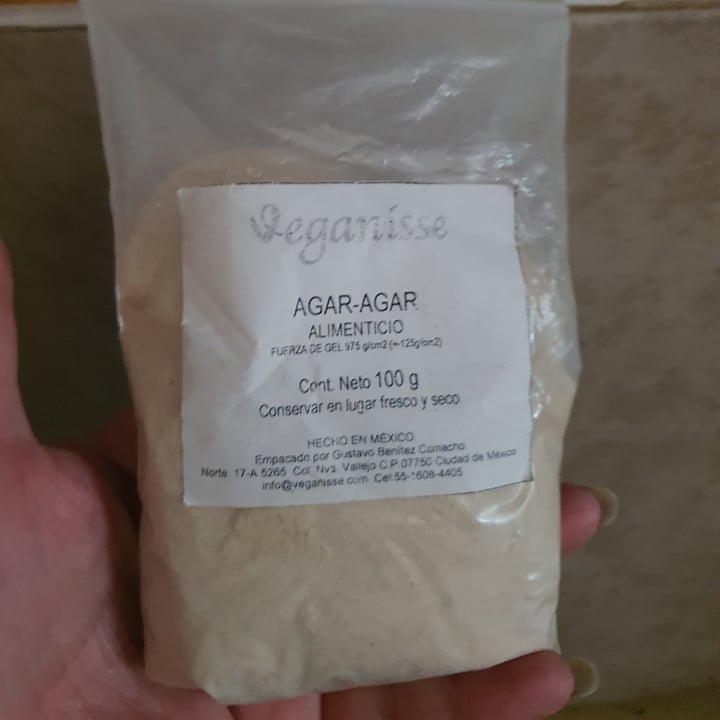 Veganisse
AGAR-AGAR
ALIMENTICIO
FUERZA DE GEL 975 g/cm2 (+-125g/cm2)
Cont. Neto 100 g
Conservar en lugar fresco y seco
HECHO EN MÉXICO
Empacado por Gustavo Benítez Camacho.
Norte. 17-A 5265 Col. Nva. Vallejo C.P.07750 Ciudad de México
info@veganisse.com Cel:55-1608-4405